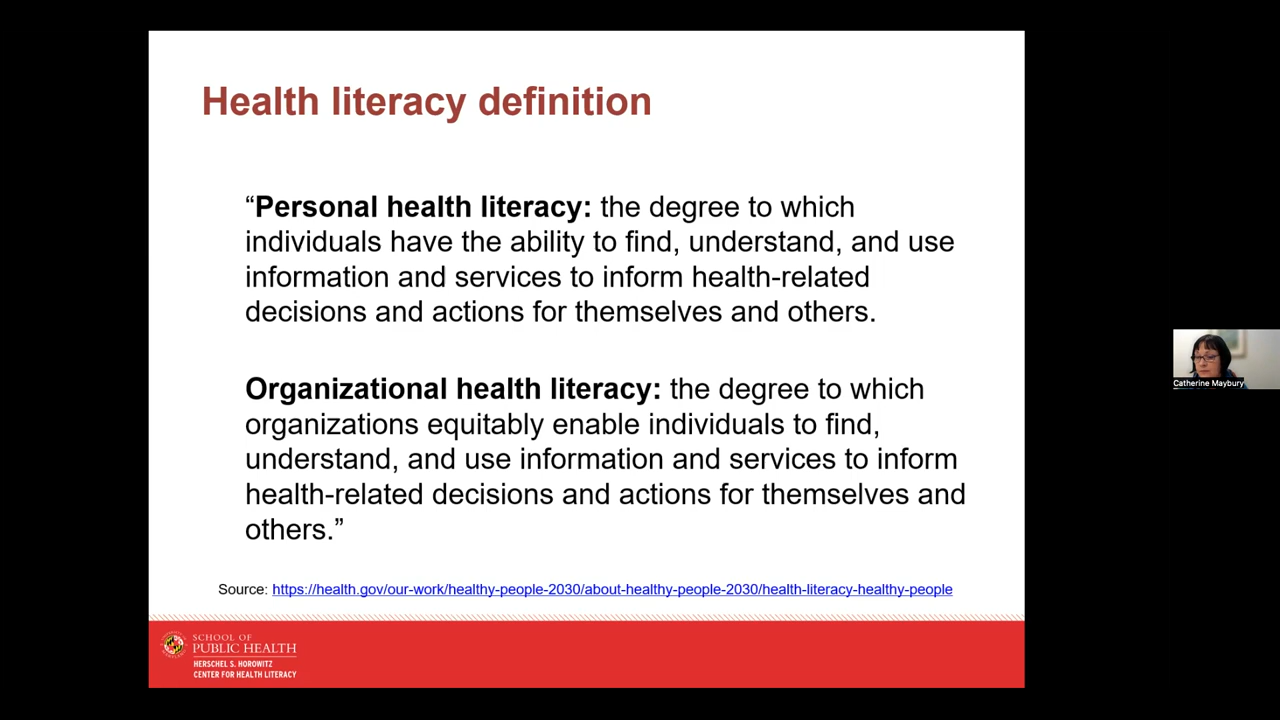 Health literacy definition
“Personal health literacy: the degree to which
individuals have the ability to find, understand, and use
information and services to inform health-related
decisions and actions for themselves and others.
Organizational health literacy: the degree to which
organizations equitably enable individuals to find,
understand, and use information and services to inform
health-related decisions and actions for themselves and
others.”
Source: https://health.gov/our-work/healthy-people-2030/about-healthy-people-2030/health-literacy-healthy-people
SCHOOL OF
PUBLIC HEALTH
HERSCHEL S. HOROWITZ
CENTER FOR HEALTH LITERACY
Catherine Maybury